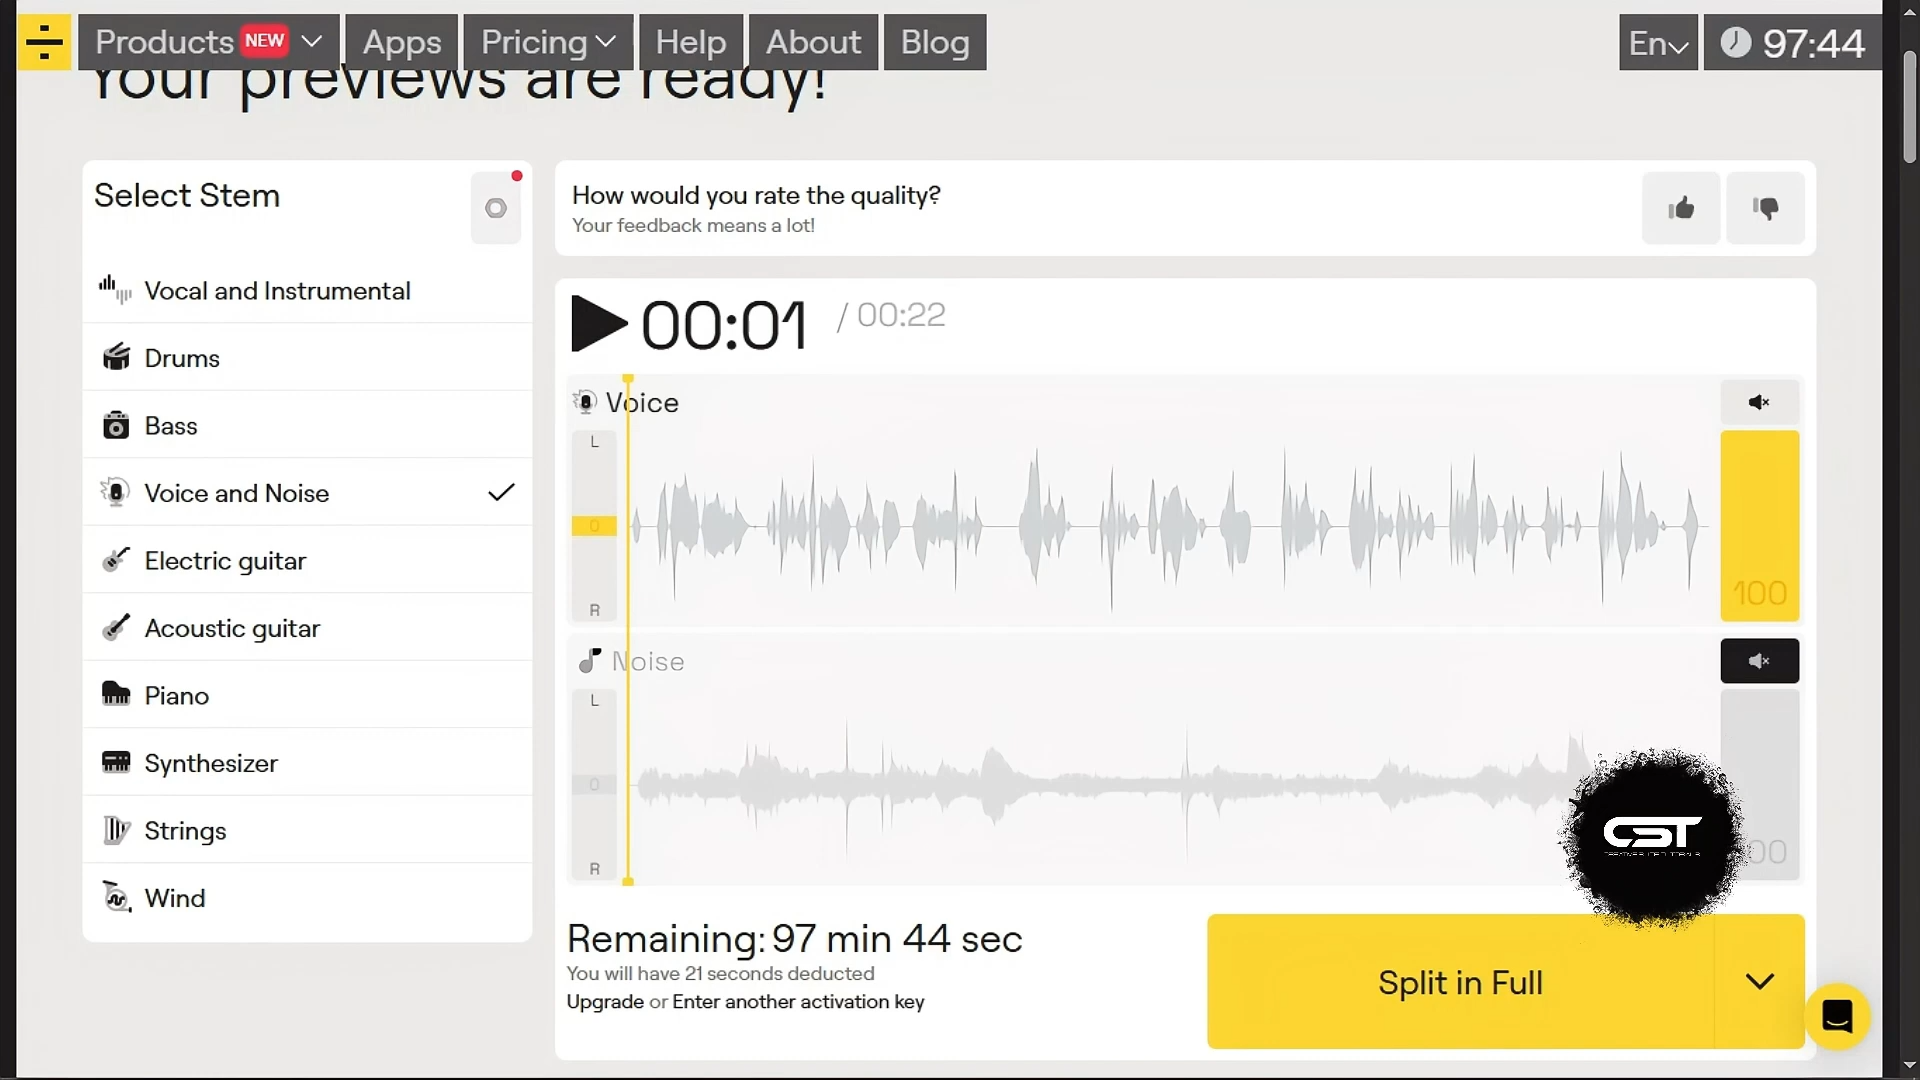 Products NEW
Apps
Pricing
Help
About
Blog
En
97:44
Your previews are ready!
Select Stem
Vocal and Instrumental
Drums
Bass
Voice and Noise
Electric guitar
Acoustic guitar
Piano
Synthesizer
Strings
Wind
How would you rate the quality?
Your feedback means a lot!
00:01 / 00:22
Voice
L
0
R
100
Noise
L
0
R
00
CST
Remaining: 97 min 44 sec
You will have 21 seconds deducted
Upgrade or Enter another activation key
Split in Full